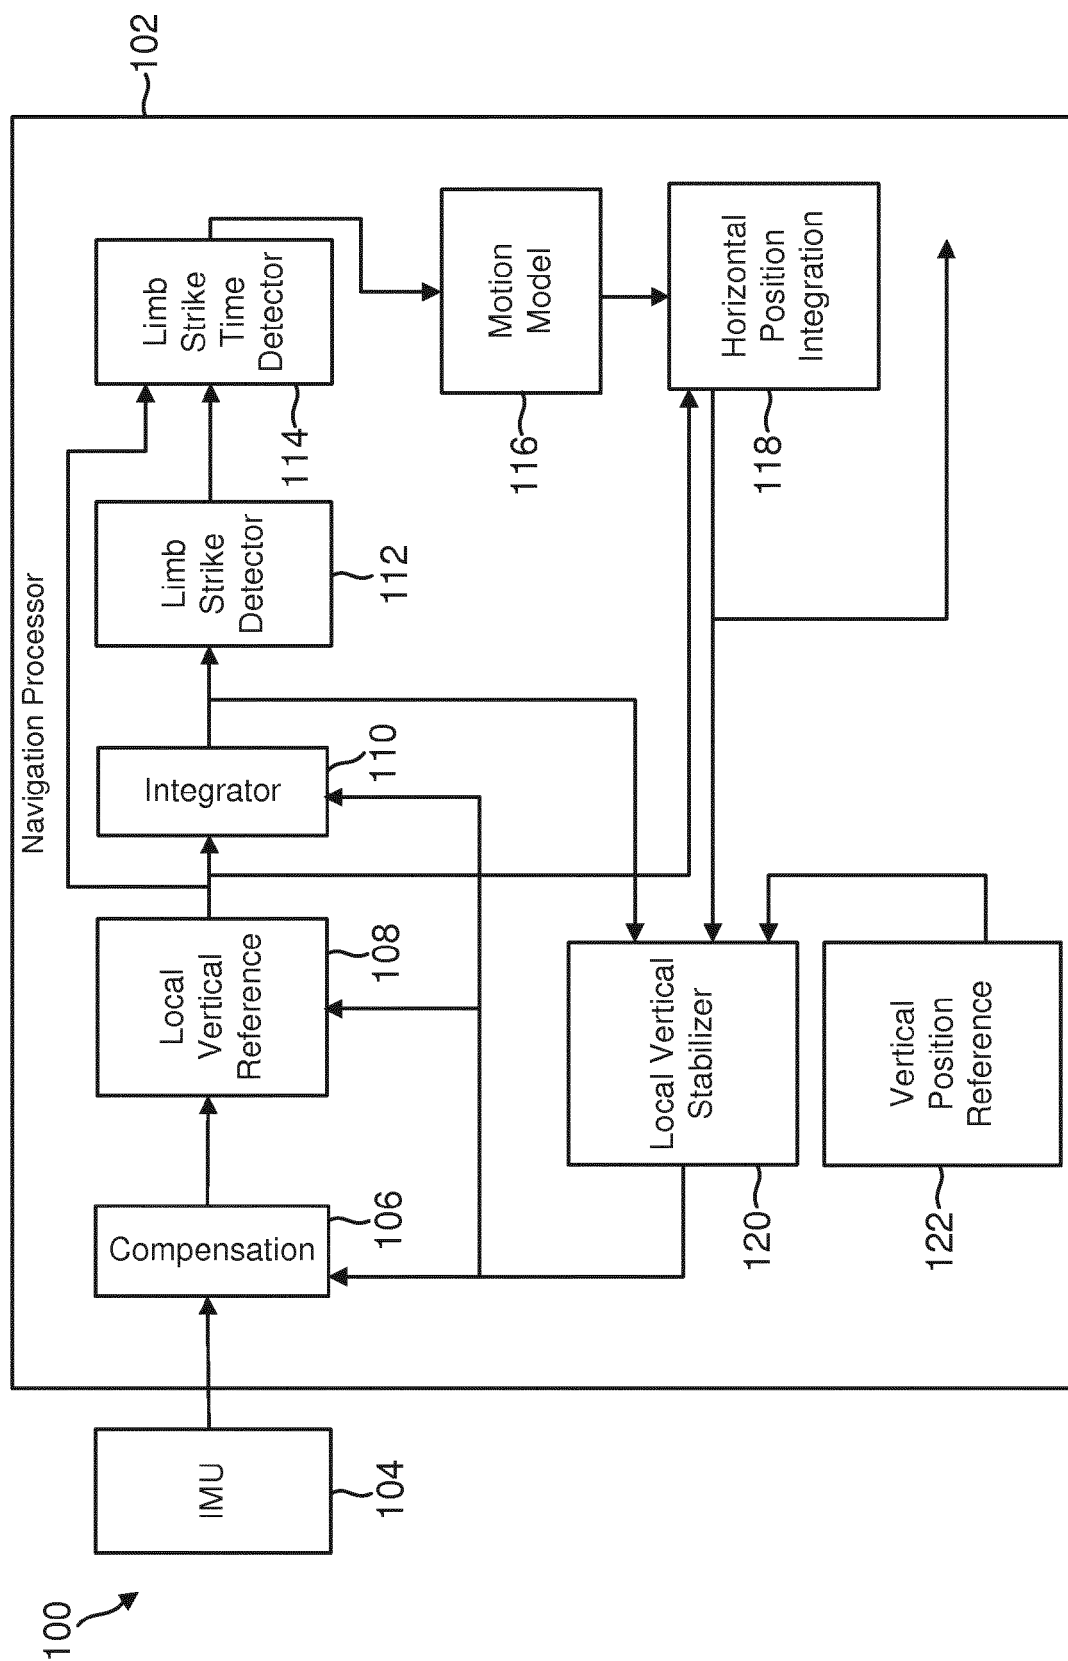 100
102
Navigation Processor
IMU
104
Compensation
106
Local
Vertical
Reference
108
Integrator
110
Limb
Strike
Detector
112
Limb
Strike
Time
Detector
114
Motion
Model
116
Horizontal
Position
Integration
118
Local Vertical
Stabilizer
120
Vertical
Position
Reference
122